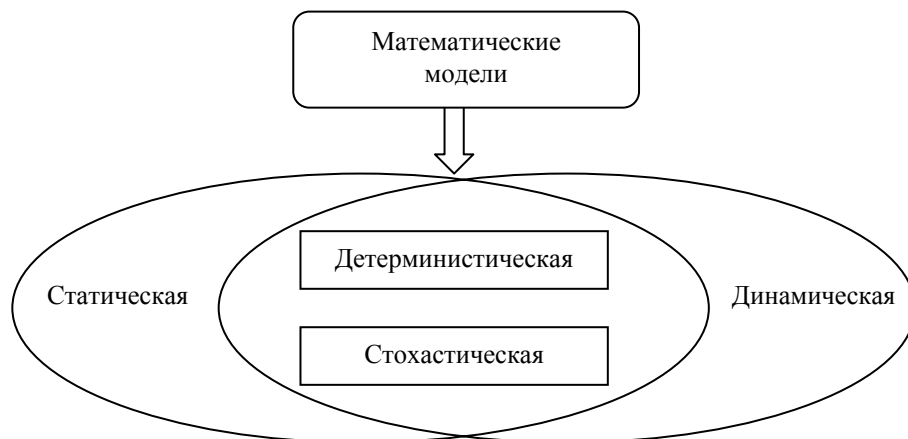 Математические
модели
Детерминистическая
Статическая
Динамическая
Стохастическая